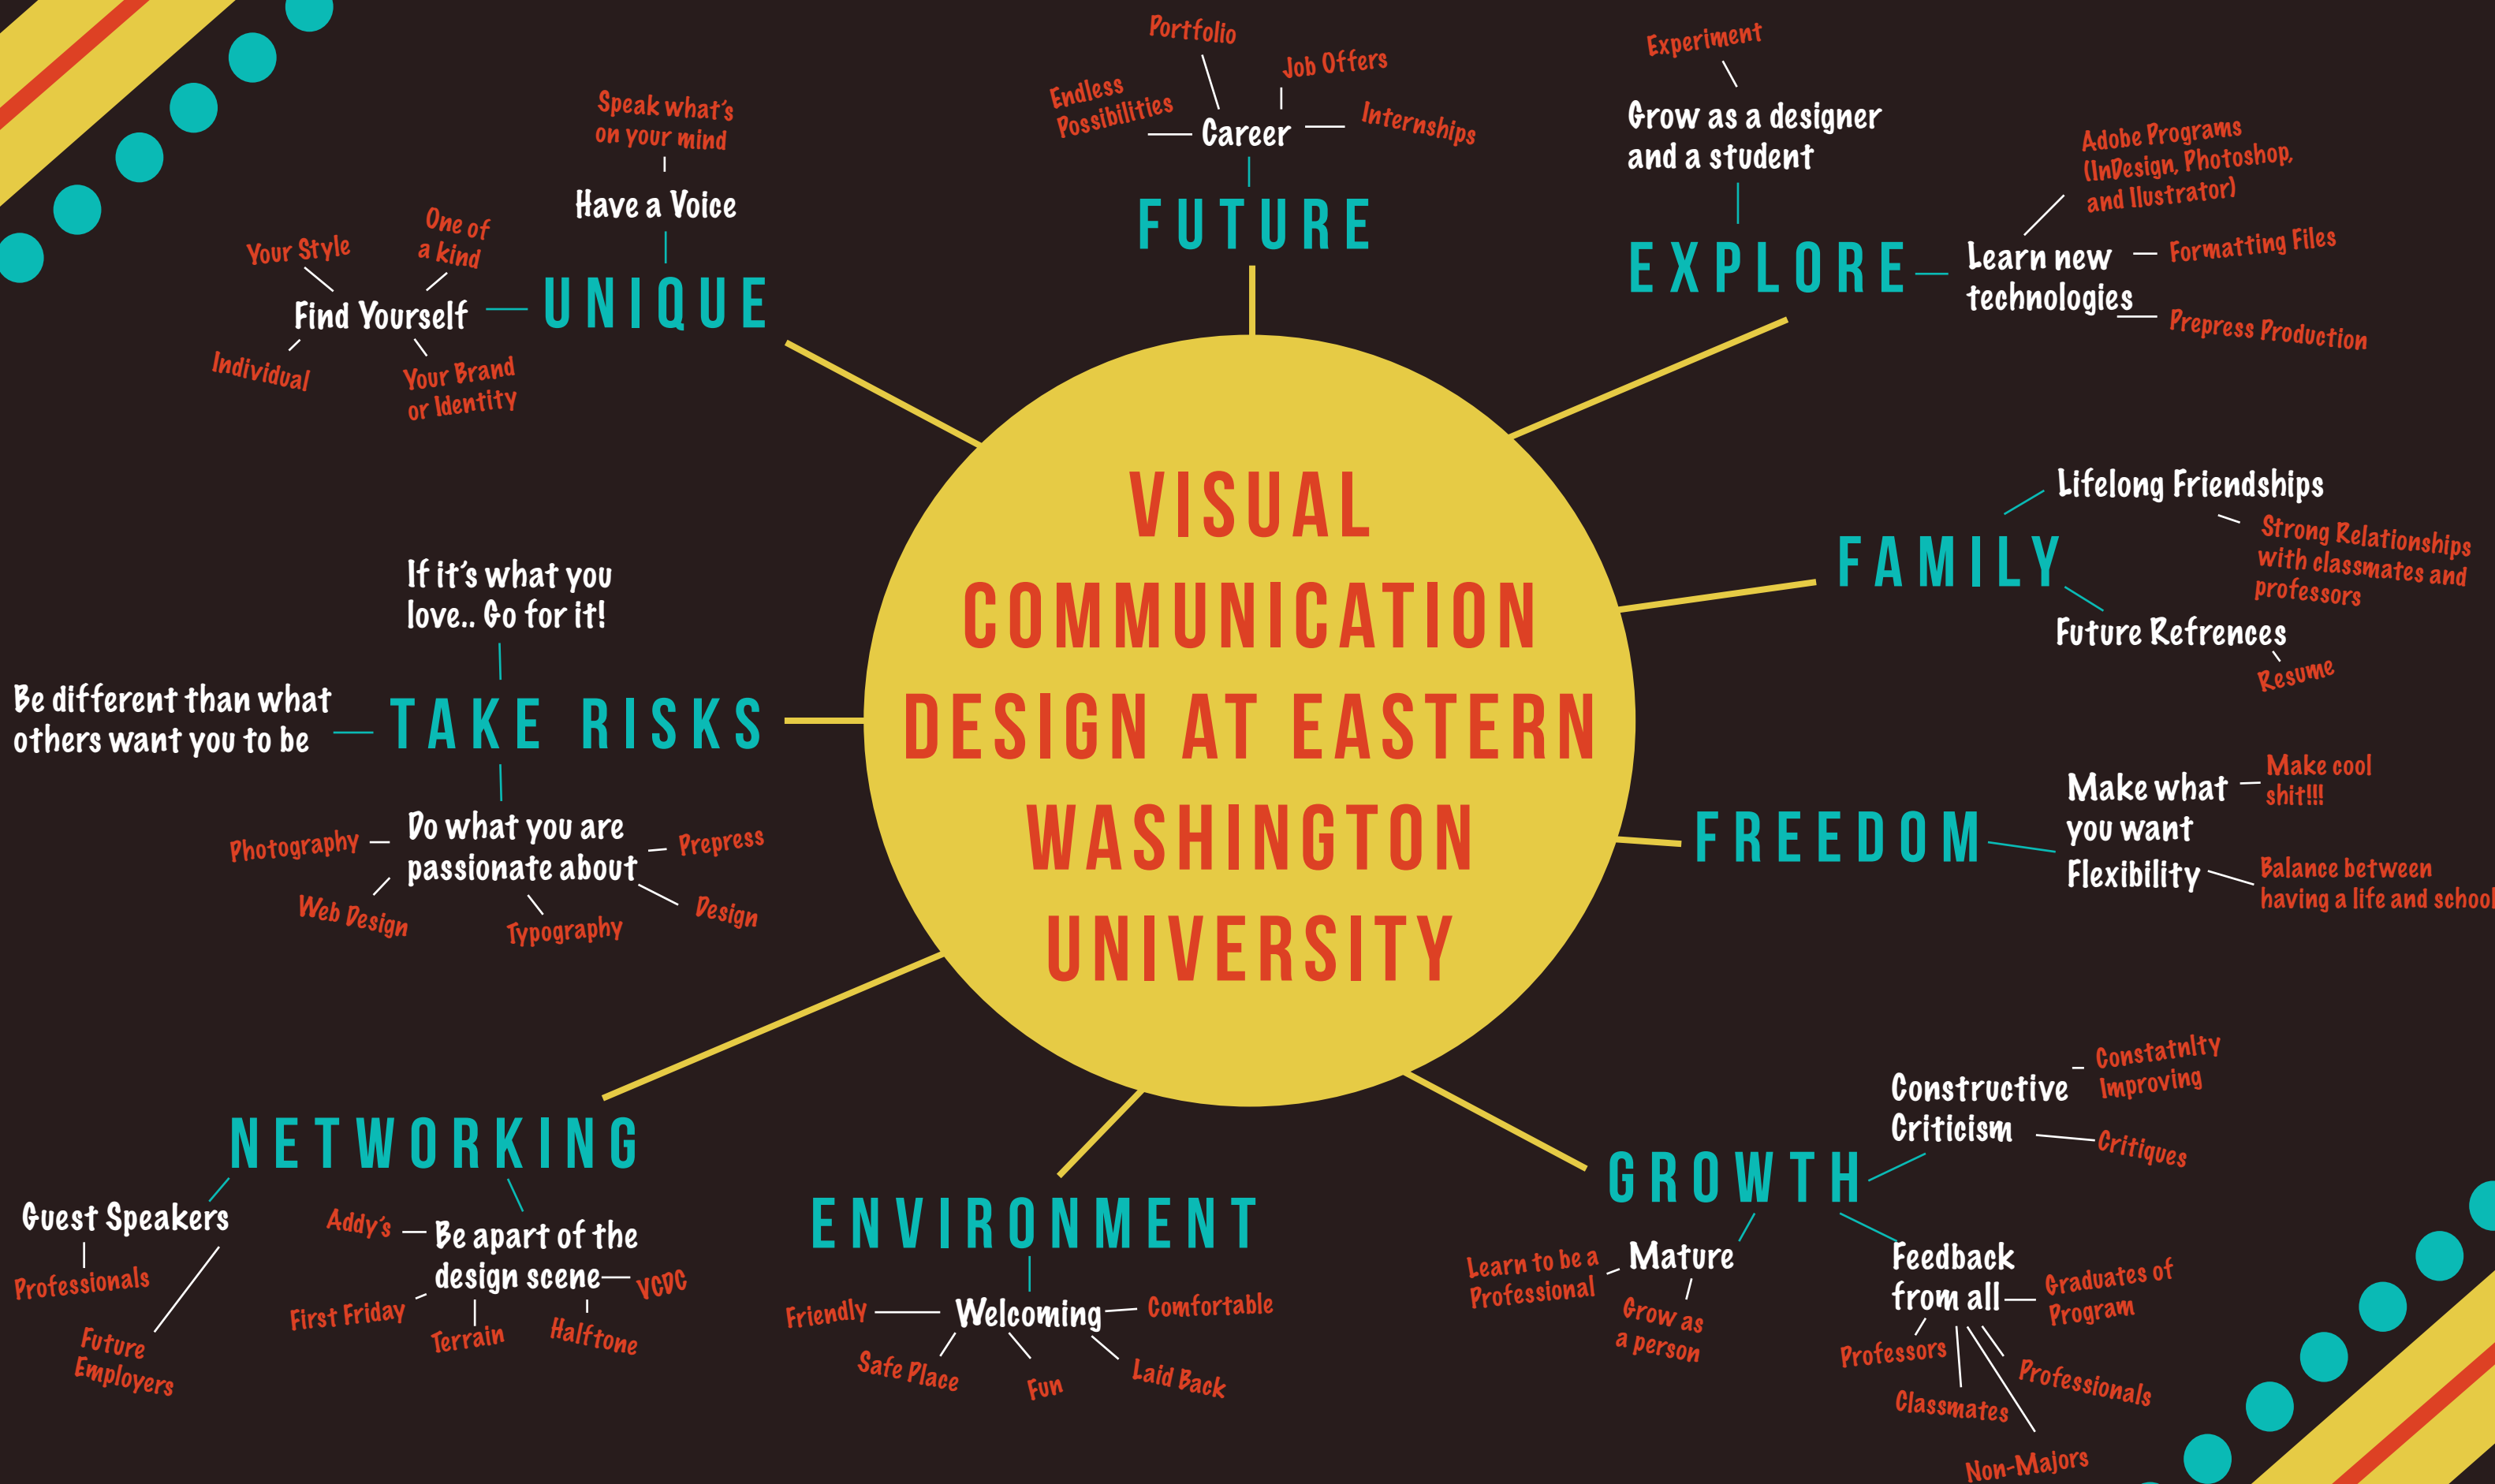 VISUAL
COMMUNICATION
DESIGN AT EASTERN
WASHINGTON
UNIVERSITY
FUTURE
Career
Endless
Possibilities
Portfolio
Job Offers
Internships
EXPLORE
Grow as a designer
and a student
Experiment
Learn new
technologies
Adobe Programs
(InDesign, Photoshop,
and Ilustrator)
Formatting Files
Prepress Production
FAMILY
Lifelong Friendships
Strong Relationships
with classmates and
professors
Future Refrences
Resume
FREEDOM
Make what
you want
Make cool
shit!!!
Flexibility
Balance between
having a life and school
GROWTH
Constructive
Criticism
Constatnlty
Improving
Critiques
Mature
Learn to be a
Professional
Grow as
a person
Feedback
from all
Graduates of
Program
Professors
Classmates
Professionals
Non-Majors
ENVIRONMENT
Welcoming
Friendly
Comfortable
Safe Place
Fun
Laid Back
NETWORKING
Guest Speakers
Professionals
Future
Employers
Be apart of the
design scene
Addy's
First Friday
Terrain
Halftone
VCDC
TAKE RISKS
If it's what you
love.. Go for it!
Be different than what
others want you to be
Do what you are
passionate about
Photography
Web Design
Typography
Design
Prepress
UNIQUE
Have a Voice
Speak what's
on your mind
Find Yourself
Your Style
One of
a kind
Individual
Your Brand
or Identity